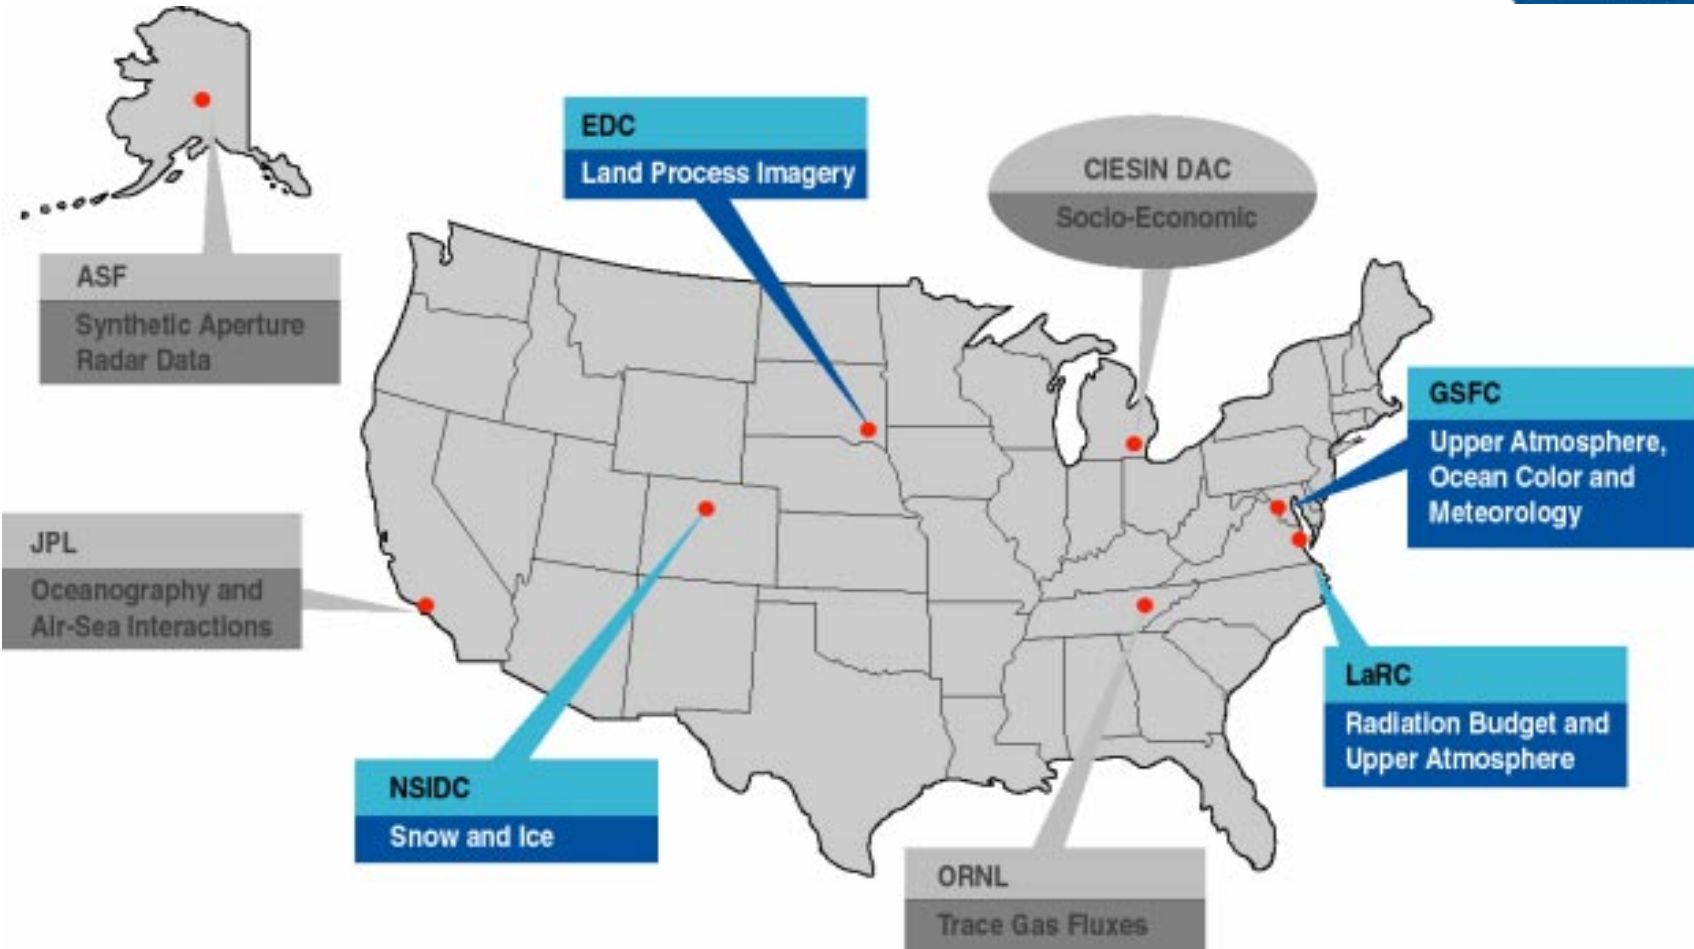 EDC
Land Process Imagery
CIESIN DAC
Socio-Economic
ASF
Synthetic Aperture
Radar Data
GSFC
Upper Atmosphere,
Ocean Color and
Meteorology
JPL
Oceanography and
Air-Sea Interactions
LaRC
Radiation Budget and
Upper Atmosphere
NSIDC
Snow and Ice
ORNL
Trace Gas Fluxes